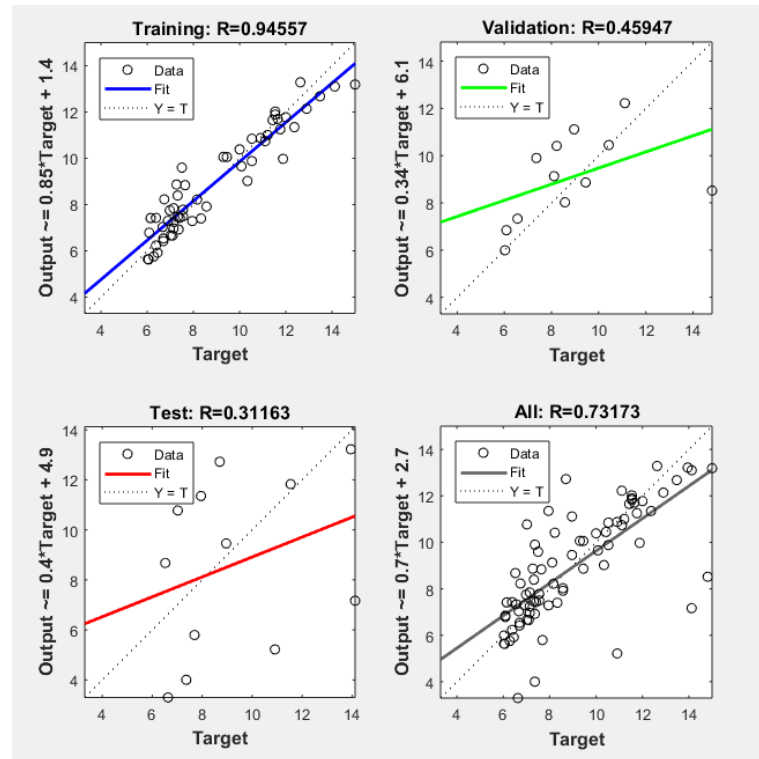 Training: R=0.94557
Output ~= 0.85*Target + 1.4
14
12
10
8
6
4
Data
Fit
Y = T
4 6 8 10 12 14
Target
Validation: R=0.45947
Output ~= 0.34*Target + 6.1
14
12
10
8
6
4
Data
Fit
Y = T
4 6 8 10 12 14
Target
Test: R=0.31163
Output ~= 0.4*Target + 4.9
14
12
10
8
6
4
Data
Fit
Y = T
4 6 8 10 12 14
Target
All: R=0.73173
Output ~= 0.7*Target + 2.7
14
12
10
8
6
4
Data
Fit
Y = T
4 6 8 10 12 14
Target